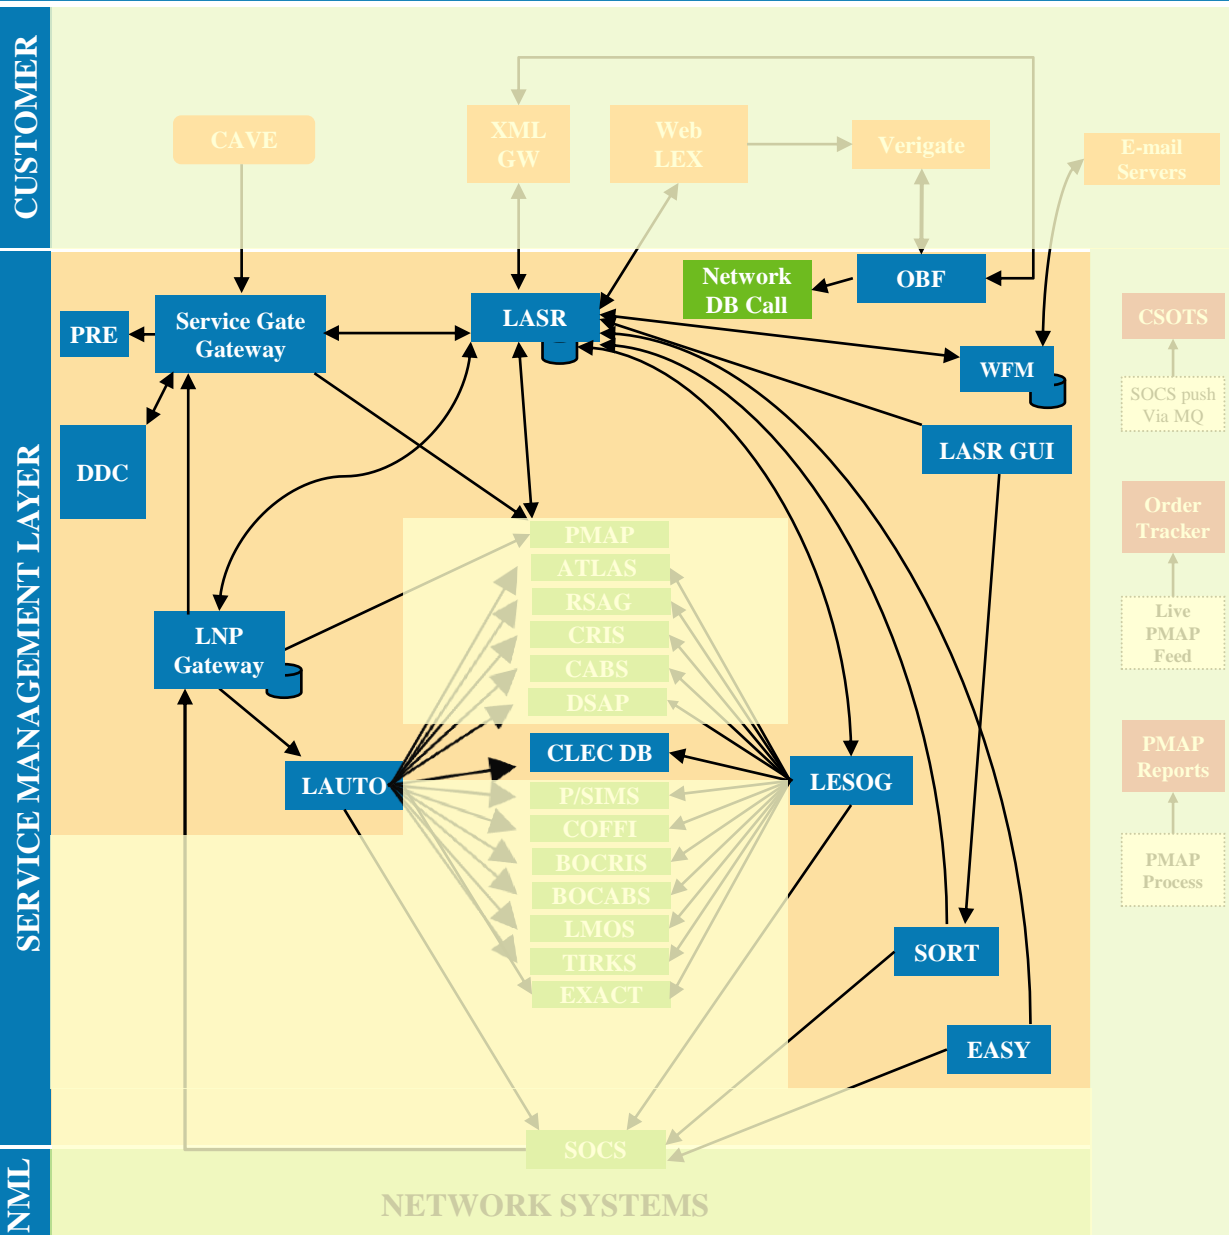 CUSTOMER
CAVE
XML
GW
Web
LEX
Verigate
E-mail
Servers
SERVICE MANAGEMENT LAYER
PRE
Service Gate
Gateway
LASR
Network
DB Call
OBF
WFM
CSOTS
SOCS push
Via MQ
DDC
LASR GUI
Order
Tracker
PMAP
ATLAS
RSAG
CRIS
CABS
DSAP
Live
PMAP
Feed
LNP
Gateway
CLEC DB
LAUTO
LESOG
PMAP
Reports
P/SIMS
COFFI
BOCRIS
BOCABS
LMOS
TIRKS
EXACT
PMAP
Process
SORT
EASY
SOCS
NML
NETWORK SYSTEMS